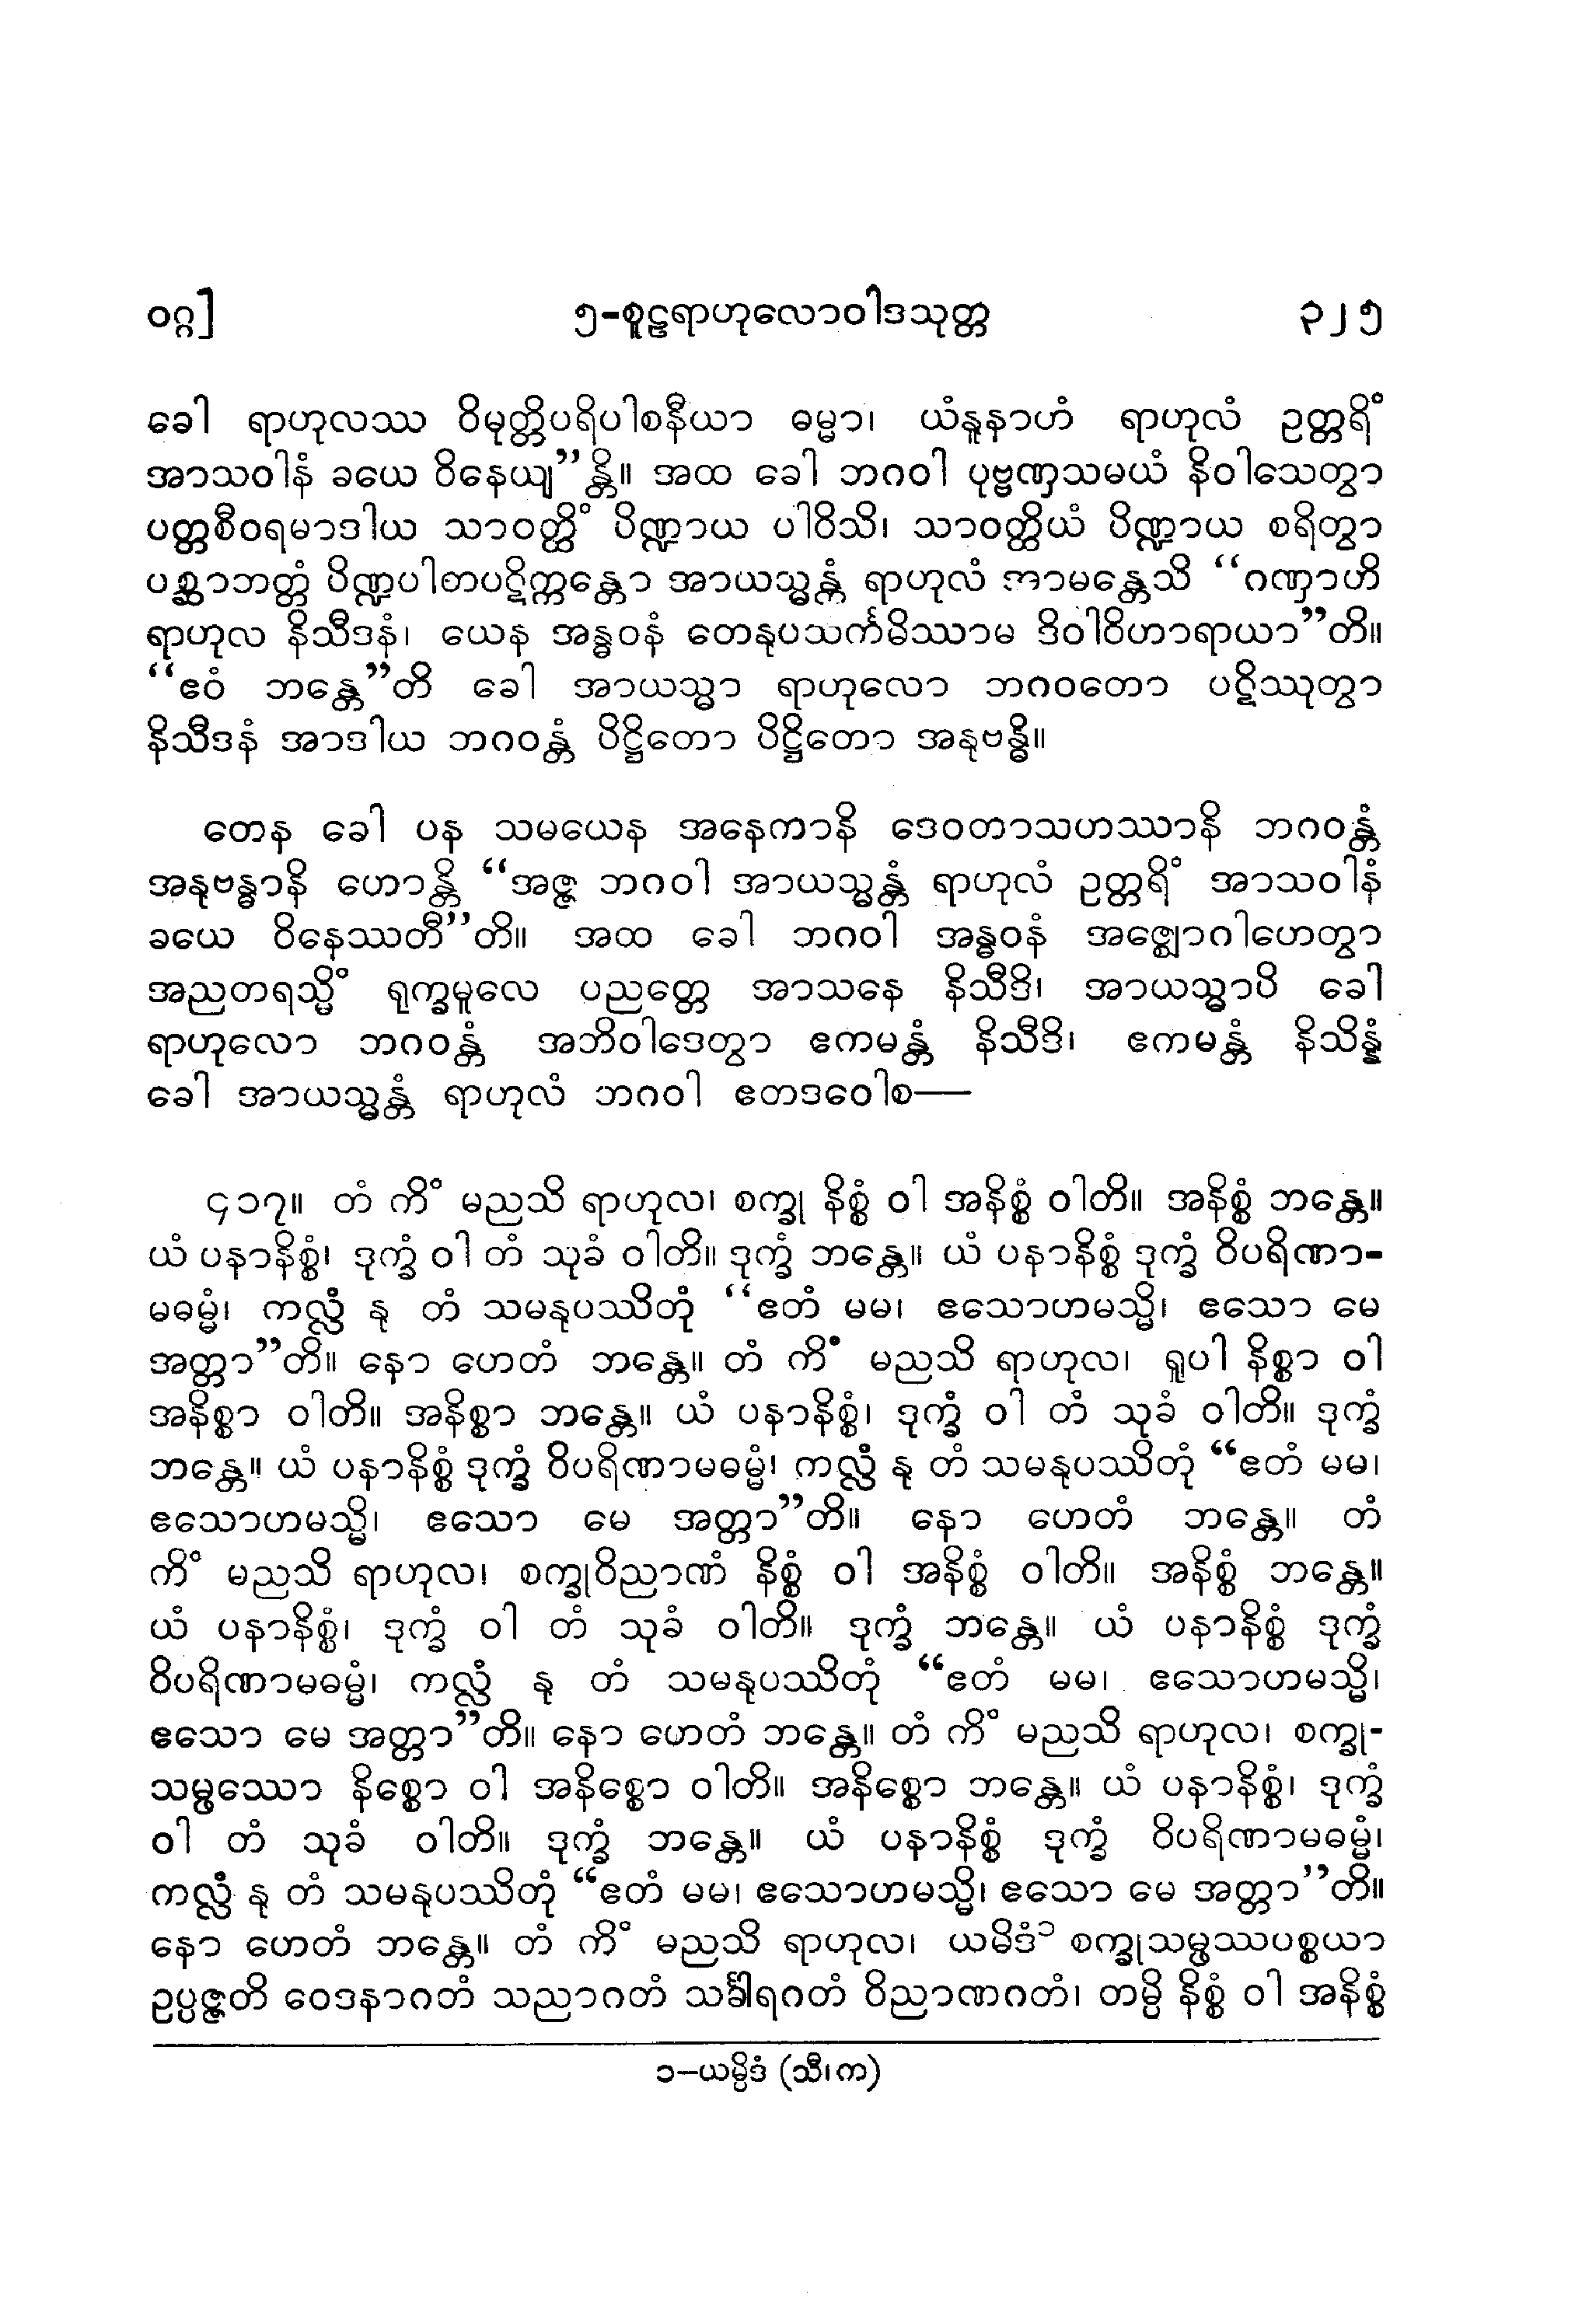 ဝဂ္ဂ]
၅-စူဠရာဟုလောဝါဒသုတ္တ
၃၂၅
ခေါ ရာဟုလဿ ဝိမုတ္တိပရိပါစနီယာ ဓမ္မာ၊ ယံနူနာဟံ ရာဟုလံ ဥတ္တရိံ
အာသဝါနံ ခယေ ဝိနေယျ”န္တိ။ အထ ခေါ ဘဂဝါ ပုဗ္ဗဏှသမယံ နိဝါသေတွာ
ပတ္တစီဝရမာဒါယ သာဝတ္ထိံ ပိဏ္ဍာယ ပါဝိသိ၊ သာဝတ္ထိယံ ပိဏ္ဍာယ စရိတွာ
ပစ္ဆာဘတ္တံ ပိဏ္ဍပါတပဋိက္ကန္တော အာယသ္မန္တံ ရာဟုလံ အာမန္တေသိ “ဂဏှာဟိ
ရာဟုလ နိသီဒနံ၊ ယေန အန္ဓဝနံ တေနုပသင်္ကမိဿာမ ဒိဝါဝိဟာရာယာ”တိ။
“ဧဝံ ဘန္တေ”တိ ခေါ အာယသ္မာ ရာဟုလော ဘဂဝတော ပဋိဿုတွာ
နိသီဒနံ အာဒါယ ဘဂဝန္တံ ပိဋ္ဌိတော ပိဋ္ဌိတော အနုဗန္ဓိ။
တေန ခေါ ပန သမယေန အနေကာနိ ဒေဝတာသဟဿာနိ ဘဂဝန္တံ
အနုဗန္ဓာနိ ဟောန္တိ “အဇ္ဇ ဘဂဝါ အာယသ္မန္တံ ရာဟုလံ ဥတ္တရိံ အာသဝါနံ
ခယေ ဝိနေဿတီ”တိ။ အထ ခေါ ဘဂဝါ အန္ဓဝနံ အဇ္ဈောဂါဟေတွာ
အညတရသ္မိံ ရုက္ခမူလေ ပညတ္တေ အာသနေ နိသီဒိ၊ အာယသ္မာပိ ခေါ
ရာဟုလော ဘဂဝန္တံ အဘိဝါဒေတွာ ဧကမန္တံ နိသီဒိ၊ ဧကမန္တံ နိသိန္နံ
ခေါ အာယသ္မန္တံ ရာဟုလံ ဘဂဝါ ဧတဒဝေါစ—
၄၁၇။ တံ ကိံ မညသိ ရာဟုလ၊ စက္ခု နိစ္စံ ဝါ အနိစ္စံ ဝါတိ။ အနိစ္စံ ဘန္တေ။
ယံ ပနာနိစ္စံ၊ ဒုက္ခံ ဝါ တံ သုခံ ဝါတိ။ ဒုက္ခံ ဘန္တေ။ ယံ ပနာနိစ္စံ ဒုက္ခံ ဝိပရိဏာ-
မဓမ္မံ၊ ကလ္လံ နု တံ သမနုပဿိတုံ “ဧတံ မမ၊ ဧသောဟမသ္မိ၊ ဧသော မေ
အတ္တာ”တိ။ နော ဟေတံ ဘန္တေ။ တံ ကိံ မညသိ ရာဟုလ၊ ရူပါ နိစ္စာ ဝါ
အနိစ္စာ ဝါတိ။ အနိစ္စာ ဘန္တေ။ ယံ ပနာနိစ္စံ၊ ဒုက္ခံ ဝါ တံ သုခံ ဝါတိ။ ဒုက္ခံ
ဘန္တေ။ ယံ ပနာနိစ္စံ ဒုက္ခံ ဝိပရိဏာမဓမ္မံ၊ ကလ္လံ နု တံ သမနုပဿိတုံ “ဧတံ မမ၊
ဧသောဟမသ္မိ၊ ဧသော မေ အတ္တာ”တိ။ နော ဟေတံ ဘန္တေ။ တံ
ကိံ မညသိ ရာဟုလ၊ စက္ခုဝိညာဏံ နိစ္စံ ဝါ အနိစ္စံ ဝါတိ။ အနိစ္စံ ဘန္တေ။
ယံ ပနာနိစ္စံ၊ ဒုက္ခံ ဝါ တံ သုခံ ဝါတိ။ ဒုက္ခံ ဘန္တေ။ ယံ ပနာနိစ္စံ ဒုက္ခံ
ဝိပရိဏာမဓမ္မံ၊ ကလ္လံ နု တံ သမနုပဿိတုံ “ဧတံ မမ၊ ဧသောဟမသ္မိ၊
ဧသော မေ အတ္တာ”တိ။ နော ဟေတံ ဘန္တေ။ တံ ကိံ မညသိ ရာဟုလ၊ စက္ခု-
သမ္ဖဿော နိစ္စော ဝါ အနိစ္စော ဝါတိ။ အနိစ္စော ဘန္တေ။ ယံ ပနာနိစ္စံ၊ ဒုက္ခံ
ဝါ တံ သုခံ ဝါတိ။ ဒုက္ခံ ဘန္တေ။ ယံ ပနာနိစ္စံ ဒုက္ခံ ဝိပရိဏာမဓမ္မံ၊
ကလ္လံ နု တံ သမနုပဿိတုံ “ဧတံ မမ၊ ဧသောဟမသ္မိ၊ ဧသော မေ အတ္တာ”တိ။
နော ဟေတံ ဘန္တေ။ တံ ကိံ မညသိ ရာဟုလ၊ ယမိဒံ၁ စက္ခုသမ္ဖဿပစ္စယာ
ဥပ္ပဇ္ဇတိ ဝေဒနာဂတံ သညာဂတံ သင်္ခါရဂတံ ဝိညာဏဂတံ၊ တမ္ပိ နိစ္စံ ဝါ အနိစ္စံ
၁–ယမ္ပိဒံ (သီ၊က)